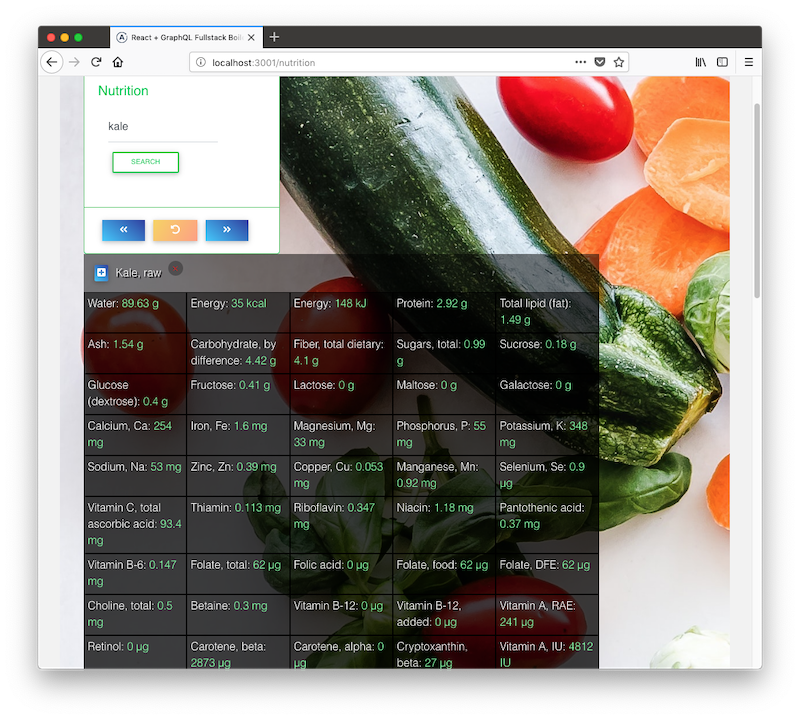 React + GraphQL Fullstack Boil
localhost:3001/nutrition
Nutrition
kale
SEARCH
Kale, raw
Water: 89.63 g
Energy: 35 kcal
Energy: 148 kJ
Protein: 2.92 g
Total lipid (fat):
1.49 g
Ash: 1.54 g
Carbohydrate, by
difference: 4.42 g
Fiber, total dietary:
4.1 g
Sugars, total: 0.99
g
Sucrose: 0.18 g
Glucose
(dextrose): 0.4 g
Fructose: 0.41 g
Lactose: 0 g
Maltose: 0 g
Galactose: 0 g
Calcium, Ca: 254
mg
Iron, Fe: 1.6 mg
Magnesium, Mg:
33 mg
Phosphorus, P: 55
mg
Potassium, K: 348
mg
Sodium, Na: 53 mg
Zinc, Zn: 0.39 mg
Copper, Cu: 0.053
mg
Manganese, Mn:
0.92 mg
Selenium, Se: 0.9
µg
Vitamin C, total
ascorbic acid: 93.4
mg
Thiamin: 0.113 mg
Riboflavin: 0.347
mg
Niacin: 1.18 mg
Pantothenic acid:
0.37 mg
Vitamin B-6: 0.147
mg
Folate, total: 62 µg
Folic acid: 0 µg
Folate, food: 62 µg
Folate, DFE: 62 µg
Choline, total: 0.5
mg
Betaine: 0.3 mg
Vitamin B-12: 0 µg
Vitamin B-12,
added: 0 µg
Vitamin A, RAE:
241 µg
Retinol: 0 µg
Carotene, beta:
2873 µg
Carotene, alpha: 0
µg
Cryptoxanthin,
beta: 27 µg
Vitamin A, IU: 4812
IU